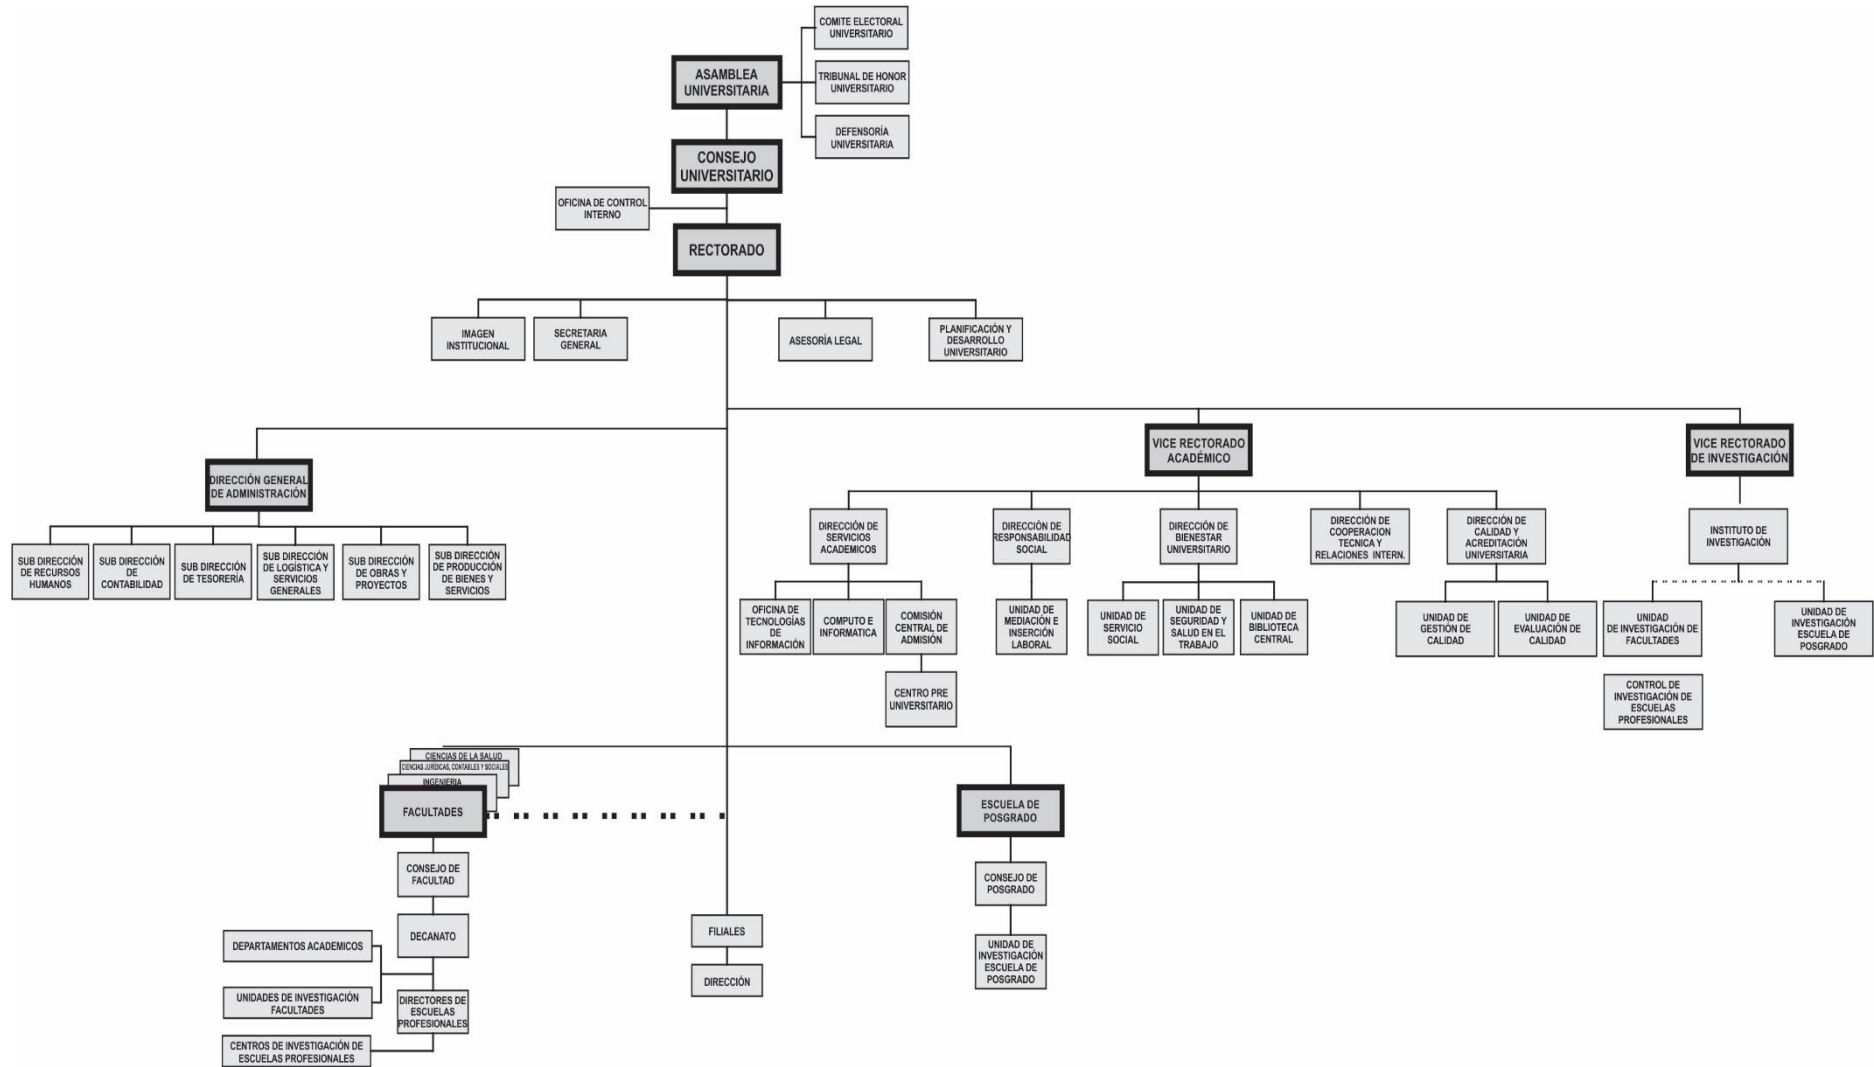 COMITE ELECTORAL
UNIVERSITARIO
ASAMBLEA
UNIVERSITARIA
TRIBUNAL DE HONOR
UNIVERSITARIO
DEFENSORÍA
UNIVERSITARIA
CONSEJO
UNIVERSITARIO
OFICINA DE CONTROL
INTERNO
RECTORADO
IMAGEN
INSTITUCIONAL
SECRETARIA
GENERAL
ASESORÍA LEGAL
PLANIFICACIÓN Y
DESARROLLO
UNIVERSITARIO
DIRECCIÓN GENERAL
DE ADMINISTRACIÓN
VICE RECTORADO
ACADÉMICO
VICE RECTORADO
DE INVESTIGACIÓN
SUB DIRECCIÓN
DE RECURSOS
HUMANOS
SUB DIRECCIÓN
DE
CONTABILIDAD
SUB DIRECCIÓN
DE TESORERÍA
SUB DIRECCIÓN
DE LOGÍSTICA Y
SERVICIOS
GENERALES
SUB DIRECCIÓN
DE OBRAS Y
PROYECTOS
SUB DIRECCIÓN
DE PRODUCCIÓN
DE BIENES Y
SERVICIOS
DIRECCIÓN DE
SERVICIOS
ACADEMICOS
DIRECCIÓN DE
RESPONSABILIDAD
SOCIAL
DIRECCIÓN DE
BIENESTAR
UNIVERSITARIO
DIRECCIÓN DE
COOPERACION
TECNICA Y
RELACIONES INTERN.
DIRECCIÓN DE
CALIDAD Y
ACREDITACIÓN
UNIVERSITARIA
INSTITUTO DE
INVESTIGACIÓN
OFICINA DE
TECNOLOGÍAS
DE
INFORMACIÓN
COMPUTO E
INFORMATICA
COMISIÓN
CENTRAL DE
ADMISIÓN
UNIDAD DE
MEDIACIÓN E
INSERCIÓN
LABORAL
UNIDAD DE
SERVICIO
SOCIAL
UNIDAD DE
SEGURIDAD Y
SALUD EN EL
TRABAJO
UNIDAD DE
BIBLIOTECA
CENTRAL
UNIDAD DE
GESTIÓN DE
CALIDAD
UNIDAD DE
EVALUACIÓN DE
CALIDAD
UNIDAD
DE INVESTIGACIÓN DE
FACULTADES
UNIDAD DE
INVESTIGACIÓN
ESCUELA DE
POSGRADO
CENTRO PRE
UNIVERSITARIO
CONTROL DE
INVESTIGACIÓN DE
ESCUELAS
PROFESIONALES
CIENCIAS DE LA SALUD
CIENCIAS JURÍDICAS, CONTABLES Y SOCIALES
INGENIERIA
FACULTADES
ESCUELA DE
POSGRADO
CONSEJO DE
FACULTAD
CONSEJO DE
POSGRADO
DECANATO
FILIALES
DEPARTAMENTOS ACADEMICOS
UNIDAD DE
INVESTIGACIÓN
ESCUELA DE
POSGRADO
DIRECCIÓN
UNIDADES DE INVESTIGACIÓN
FACULTADES
DIRECTORES DE
ESCUELAS
PROFESIONALES
CENTROS DE INVESTIGACIÓN DE
ESCUELAS PROFESIONALES